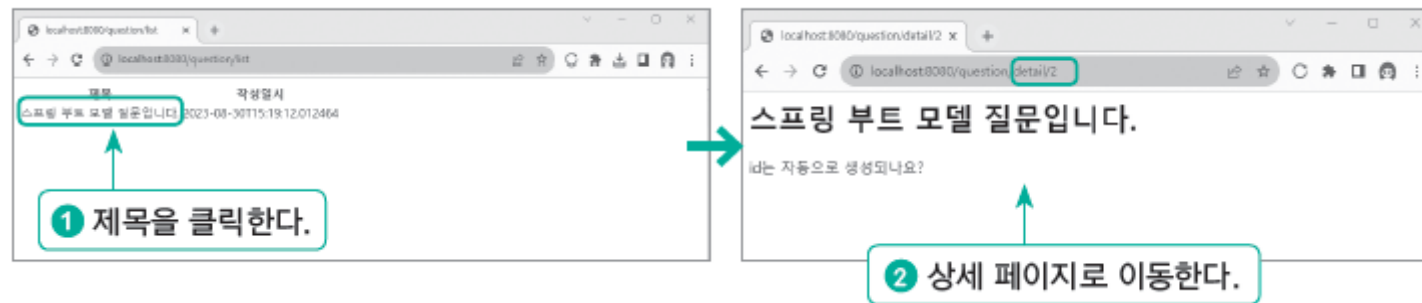 localhost:8080/question/list
localhost:8080/question/list
제목 작성일시
스프링 부트 모델 질문입니다. 2023-08-30T15:19:12.012464
1 제목을 클릭한다.
localhost:8080/question/detail/2
localhost:8080/question/detail/2
스프링 부트 모델 질문입니다.
id는 자동으로 생성되나요?
2 상세 페이지로 이동한다.